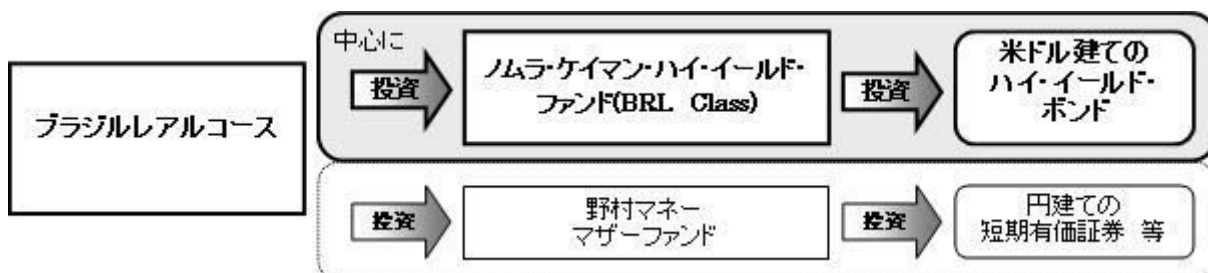 ブラジルレアルコース
中心に
投資
ノムラ・ケイマン・ハイ・イールド・
ファンド(BRL Class)
投資
米ドル建ての
ハイ・イールド・
ボンド
投資
野村マネー
マザーファンド
投資
円建ての
短期有価証券 等